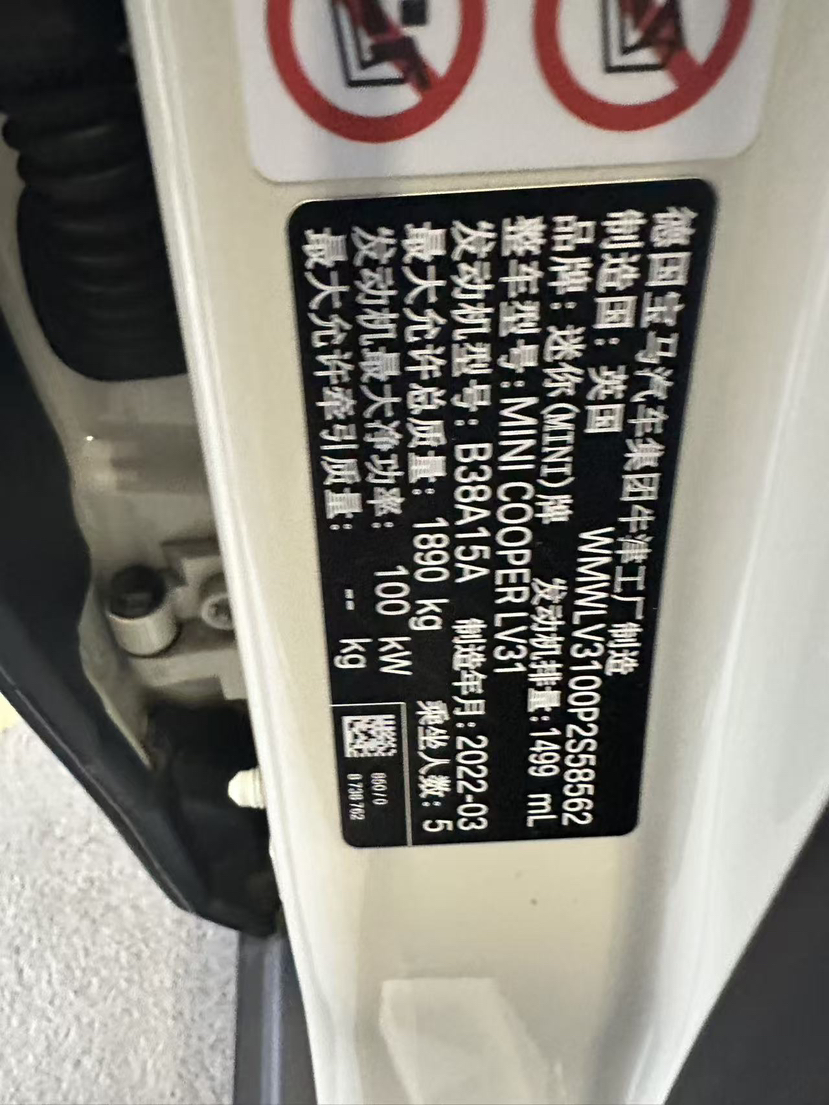 德国宝马汽车集团牛津工厂制造
制造国：英国 WMWLV3100P2S58562
品牌：迷你(MINI)牌 发动机排量：1499 mL
整车型号：MINI COOPER LV31
发动机型号：B38A15A 制造年月：2022-03
最大允许总质量：1890 kg 乘坐人数：5
发动机最大净功率：100 kW
最大允许牵引质量：-- kg